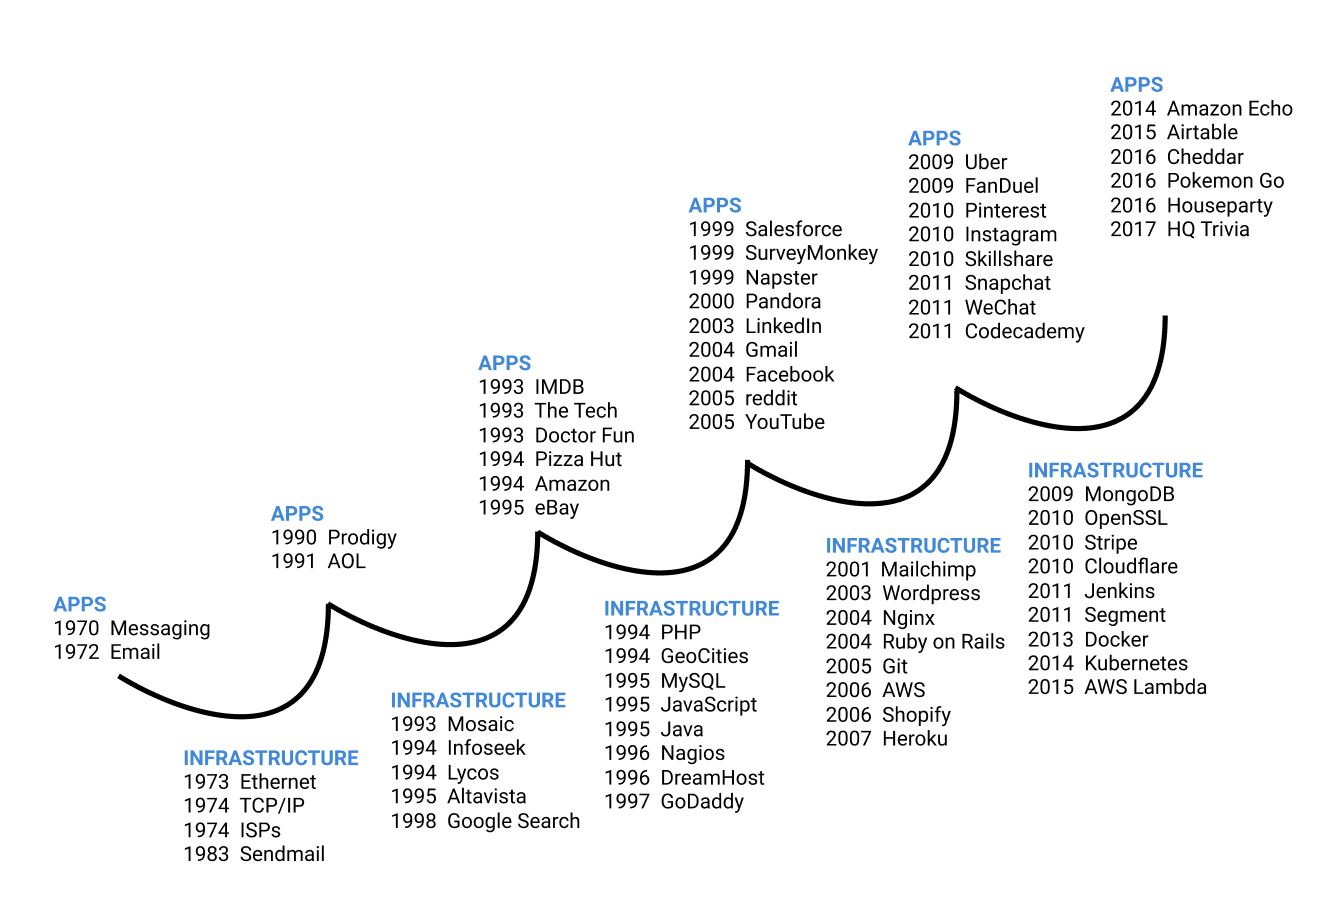 APPS
1970 Messaging
1972 Email
INFRASTRUCTURE
1973 Ethernet
1974 TCP/IP
1974 ISPs
1983 Sendmail
APPS
1990 Prodigy
1991 AOL
INFRASTRUCTURE
1993 Mosaic
1994 Infoseek
1994 Lycos
1995 Altavista
1998 Google Search
APPS
1993 IMDB
1993 The Tech
1993 Doctor Fun
1994 Pizza Hut
1994 Amazon
1995 eBay
INFRASTRUCTURE
1994 PHP
1994 GeoCities
1995 MySQL
1995 JavaScript
1995 Java
1996 Nagios
1996 DreamHost
1997 GoDaddy
APPS
1999 Salesforce
1999 SurveyMonkey
1999 Napster
2000 Pandora
2003 LinkedIn
2004 Gmail
2004 Facebook
2005 reddit
2005 YouTube
INFRASTRUCTURE
2001 Mailchimp
2003 Wordpress
2004 Nginx
2004 Ruby on Rails
2005 Git
2006 AWS
2006 Shopify
2007 Heroku
APPS
2009 Uber
2009 FanDuel
2010 Pinterest
2010 Instagram
2010 Skillshare
2011 Snapchat
2011 WeChat
2011 Codecademy
INFRASTRUCTURE
2009 MongoDB
2010 OpenSSL
2010 Stripe
2010 Cloudflare
2011 Jenkins
2011 Segment
2013 Docker
2014 Kubernetes
2015 AWS Lambda
APPS
2014 Amazon Echo
2015 Airtable
2016 Cheddar
2016 Pokemon Go
2016 Houseparty
2017 HQ Trivia